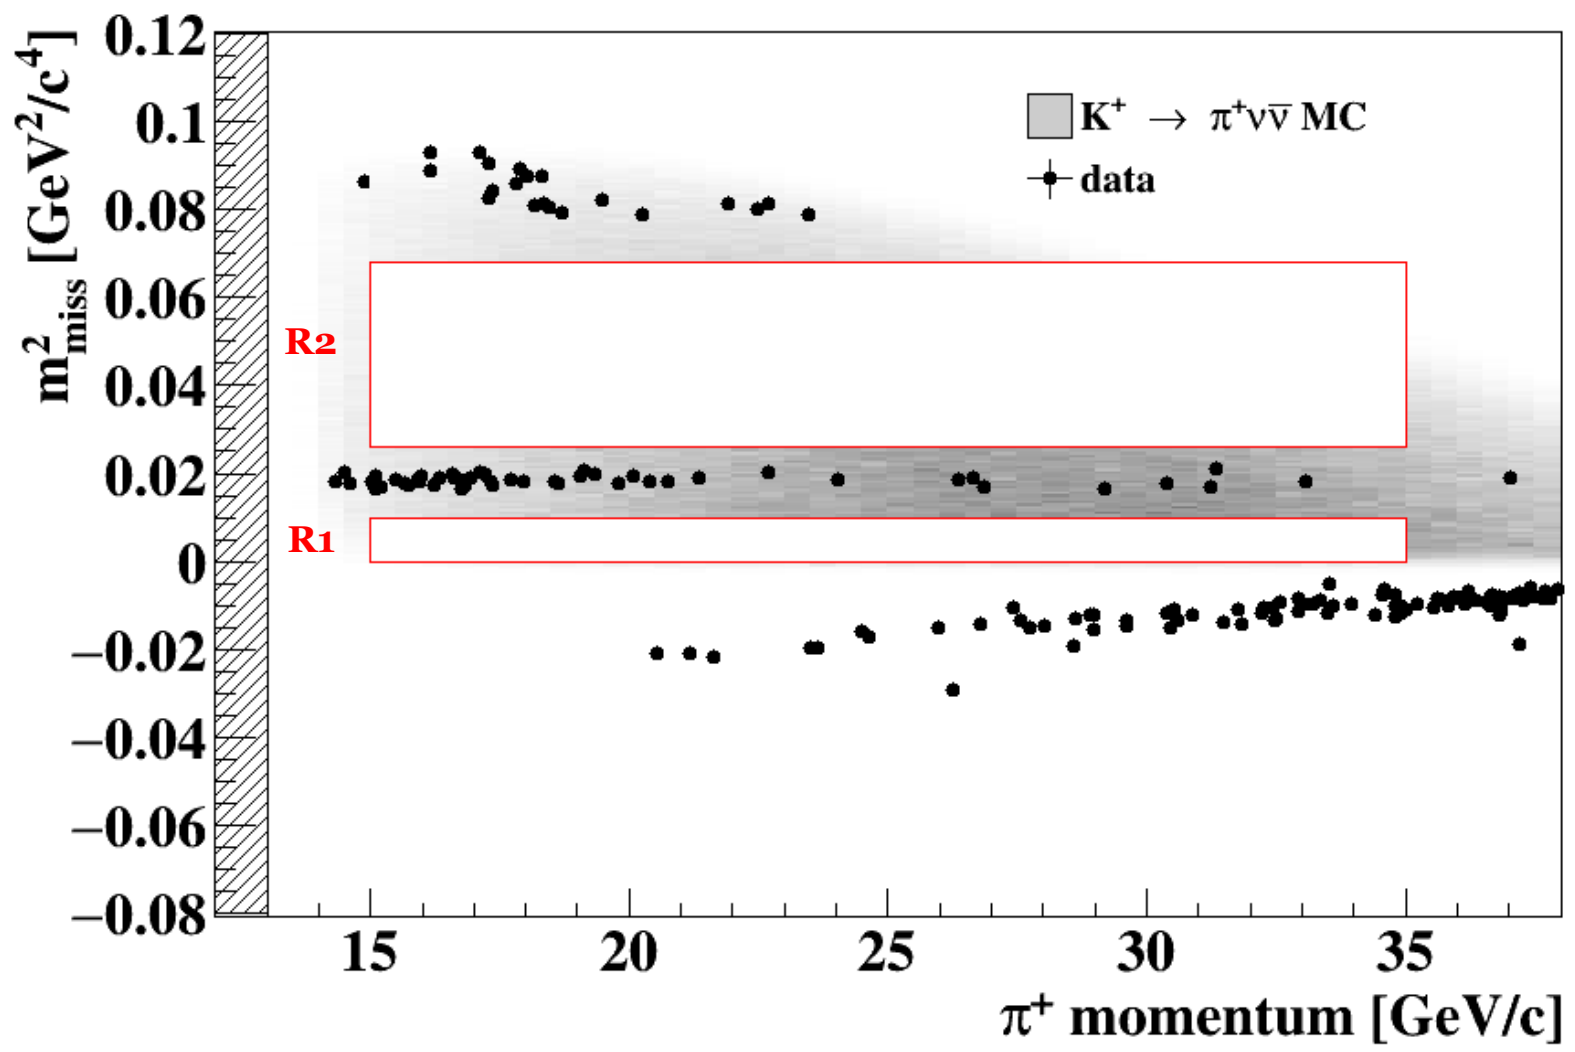 m²miss [GeV²/c⁴]
0.12
0.1
0.08
0.06
0.04
0.02
0
−0.02
−0.04
−0.06
−0.08
K⁺ → π⁺νν̅ MC
data
R2
R1
15 20 25 30 35
π⁺ momentum [GeV/c]